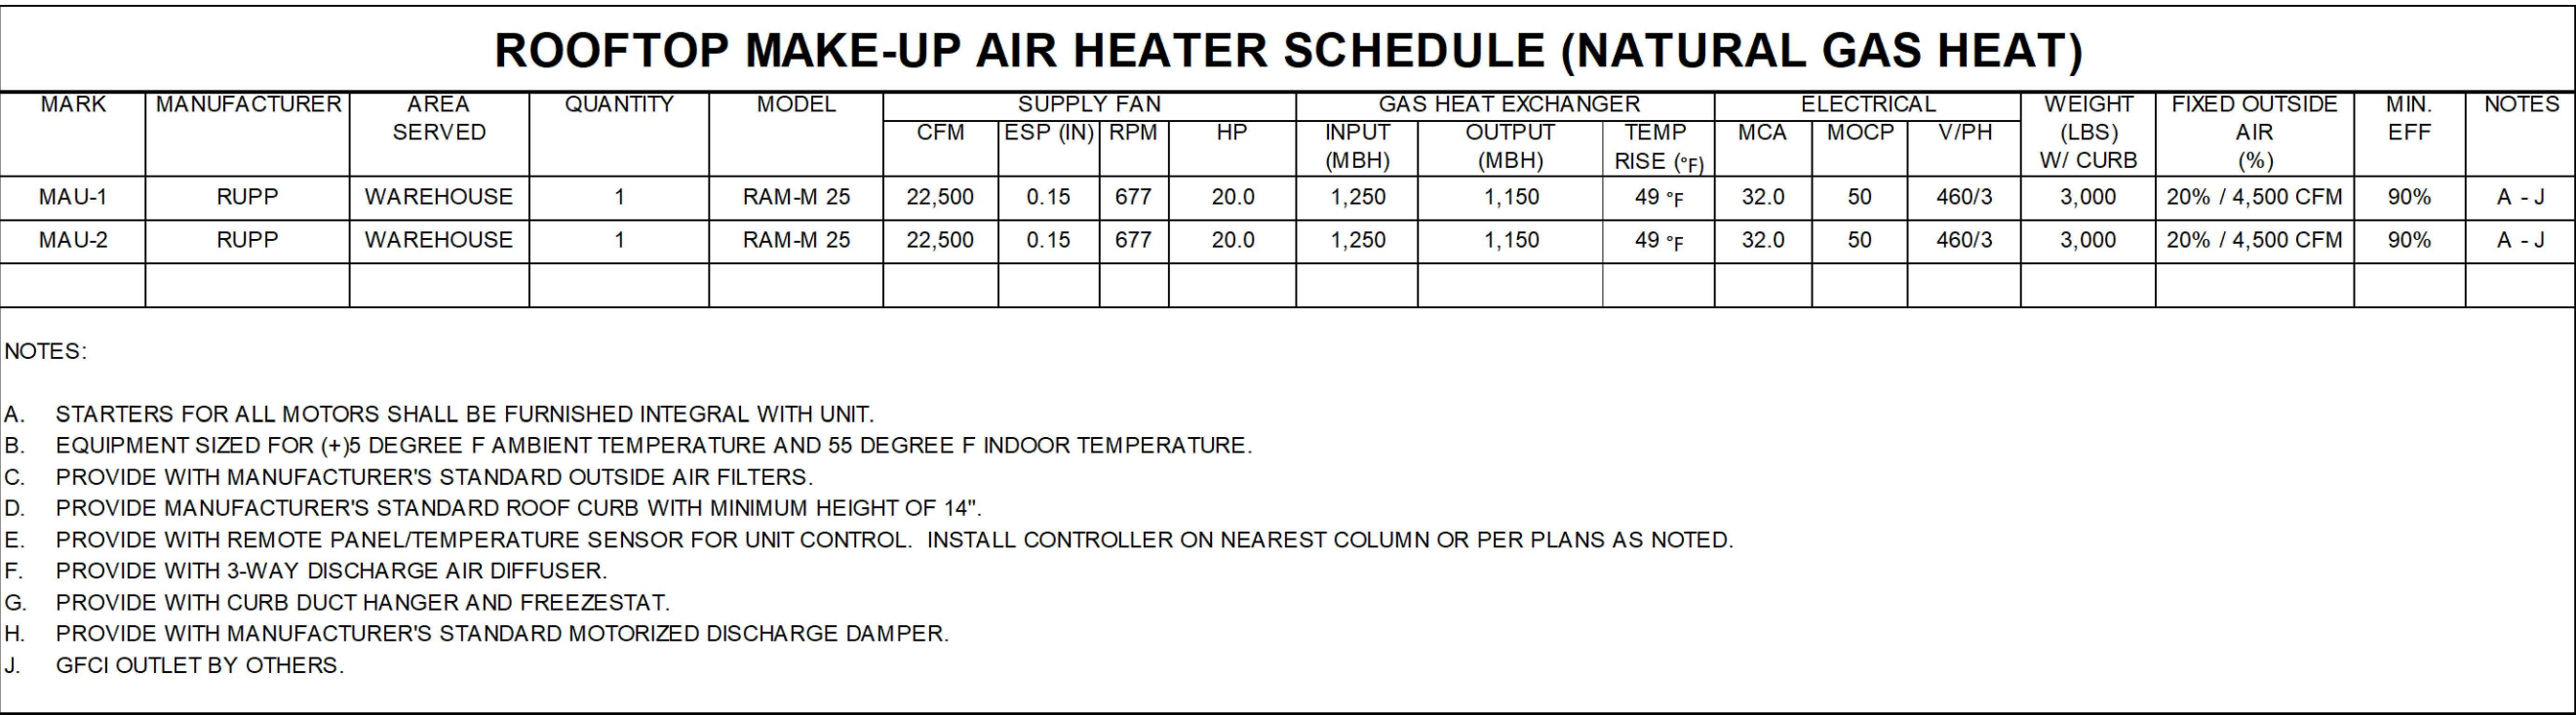 ROOFTOP MAKE-UP AIR HEATER SCHEDULE (NATURAL GAS HEAT)
MARK MANUFACTURER AREA SERVED QUANTITY MODEL SUPPLY FAN GAS HEAT EXCHANGER ELECTRICAL WEIGHT (LBS) W/ CURB FIXED OUTSIDE AIR (%) MIN. EFF NOTES
CFM ESP (IN) RPM HP INPUT (MBH) OUTPUT (MBH) TEMP RISE (°F) MCA MOCP V/PH
MAU-1 RUPP WAREHOUSE 1 RAM-M 25 22,500 0.15 677 20.0 1,250 1,150 49 °F 32.0 50 460/3 3,000 20% / 4,500 CFM 90% A - J
MAU-2 RUPP WAREHOUSE 1 RAM-M 25 22,500 0.15 677 20.0 1,250 1,150 49 °F 32.0 50 460/3 3,000 20% / 4,500 CFM 90% A - J
NOTES:
A. STARTERS FOR ALL MOTORS SHALL BE FURNISHED INTEGRAL WITH UNIT.
B. EQUIPMENT SIZED FOR (+)5 DEGREE F AMBIENT TEMPERATURE AND 55 DEGREE F INDOOR TEMPERATURE.
C. PROVIDE WITH MANUFACTURER'S STANDARD OUTSIDE AIR FILTERS.
D. PROVIDE MANUFACTURER'S STANDARD ROOF CURB WITH MINIMUM HEIGHT OF 14".
E. PROVIDE WITH REMOTE PANEL/TEMPERATURE SENSOR FOR UNIT CONTROL. INSTALL CONTROLLER ON NEAREST COLUMN OR PER PLANS AS NOTED.
F. PROVIDE WITH 3-WAY DISCHARGE AIR DIFFUSER.
G. PROVIDE WITH CURB DUCT HANGER AND FREEZESTAT.
H. PROVIDE WITH MANUFACTURER'S STANDARD MOTORIZED DISCHARGE DAMPER.
J. GFCI OUTLET BY OTHERS.